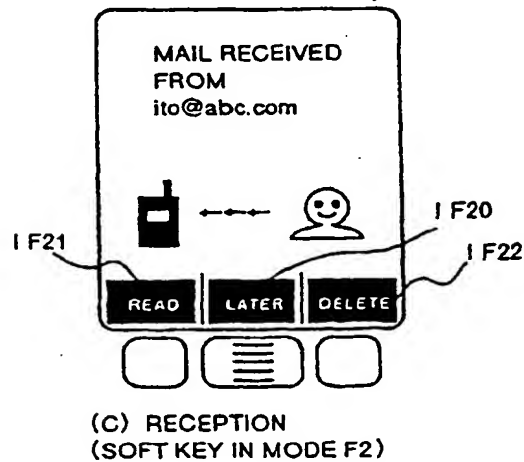 MAIL RECEIVED
FROM
ito@abc.com
I F21
I F20
I F22
READ LATER DELETE
(C) RECEPTION
(SOFT KEY IN MODE F2)